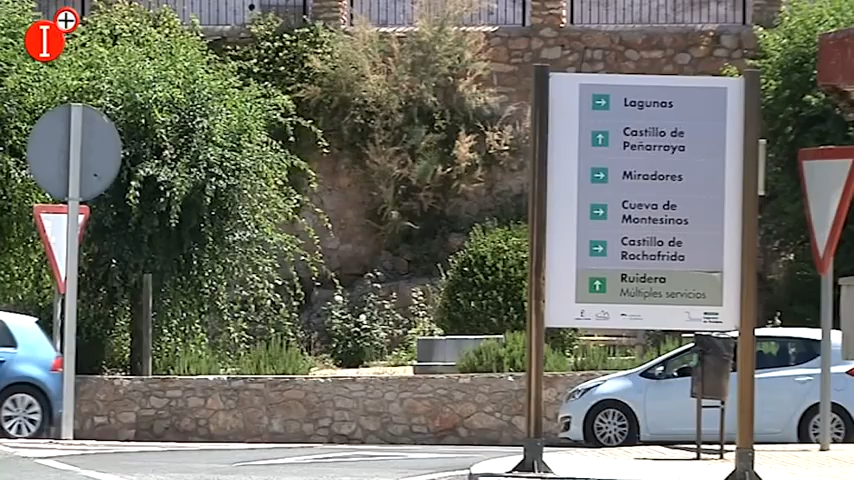 I
Lagunas
Castillo de
Peñarroya
Miradores
Cueva de
Montesinos
Castillo de
Rochafrida
Ruidera
Múltiples servicios